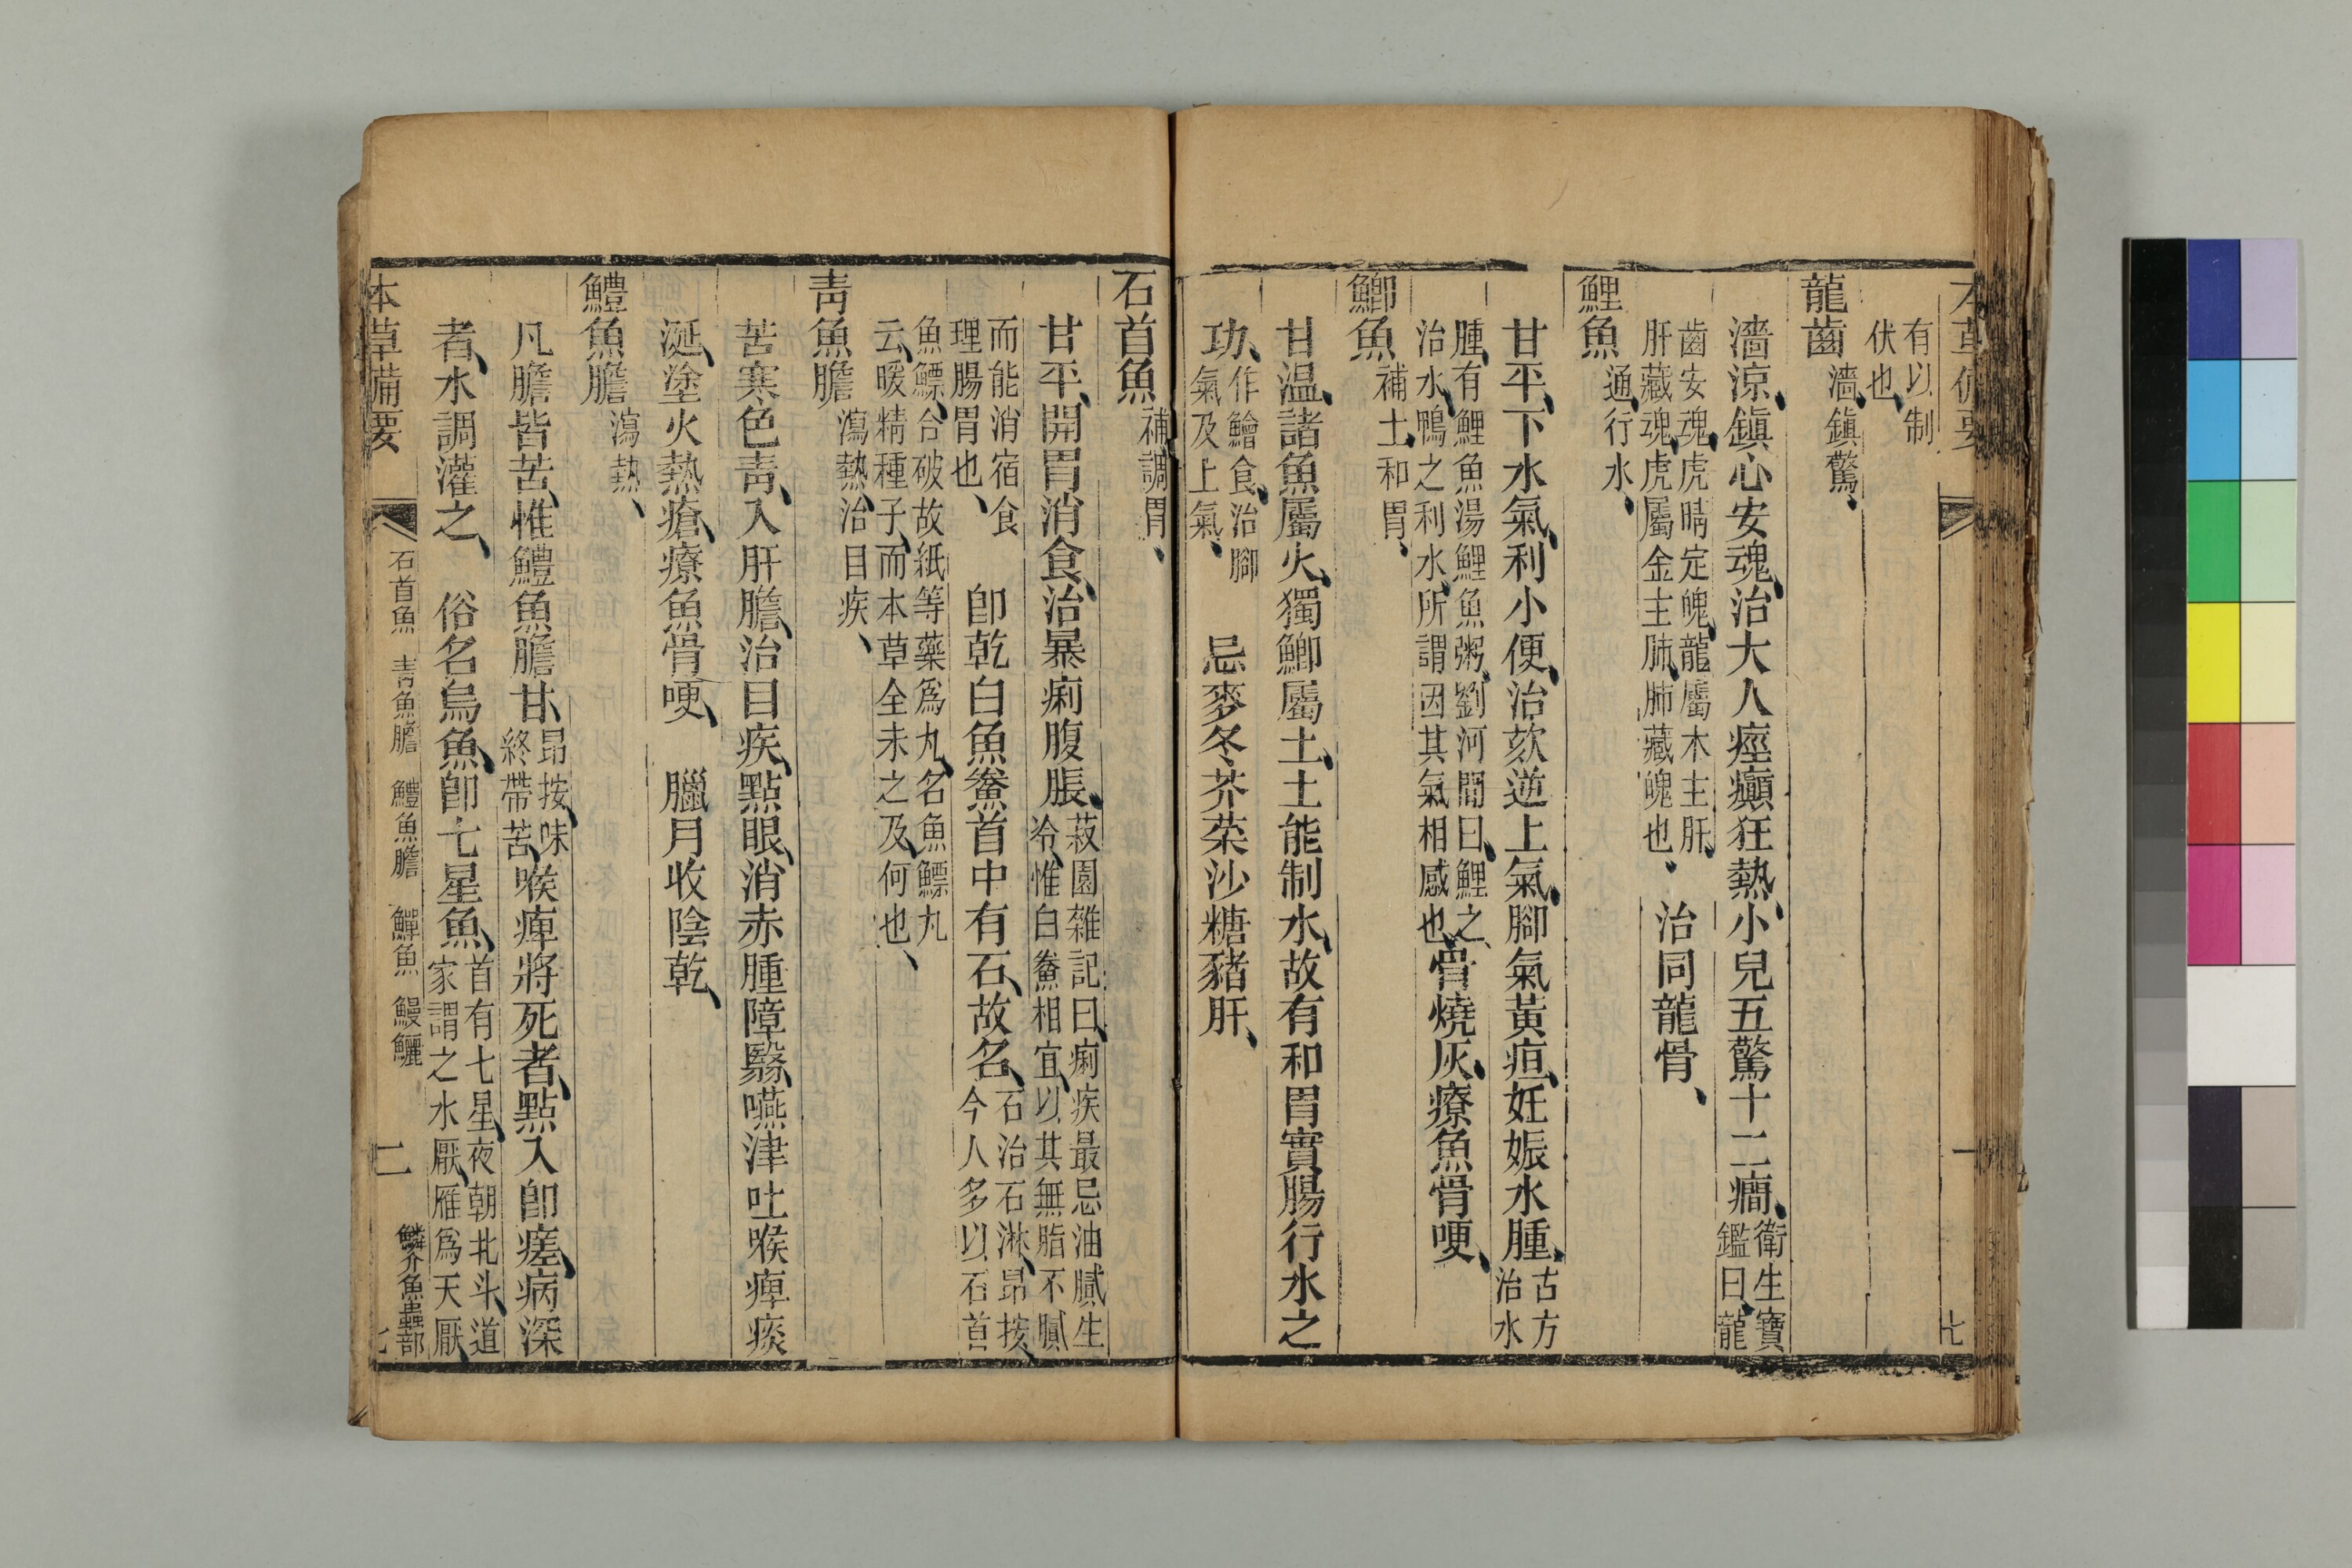 有以制
伏也、
龍齒 濇、鎮驚、
濇涼、鎮心安魂、治大人痙癲狂熱、小兒五驚十二癇、衛生寶鑑曰、龍
齒安魂、虎睛定魄、龍屬木主肝、肝藏魂、虎屬金主肺、肺藏魄也、治同龍骨、
鯉魚 通、行水、
甘平、下水氣、利小便、治欬逆上氣、腳氣黃疸、妊娠水腫、古方治水
腫、有鯉魚湯鯉魚粥、劉河閒曰、鯉之治水、鴨之利水、所謂因其氣相感也、骨燒灰、療魚骨哽、
鯽魚 補土、和胃、
甘温、諸魚屬火、獨鯽屬土、土能制水、故有和胃實腸行水之
功、作鱠食、治腳氣及上氣、忌麥冬芥菜沙糖豬肝、
石首魚 補、調胃、
甘平、開胃消食、治暴痢腹脹、菽園雜記曰、痢疾最忌油膩生冷、惟白鯗相宜、以其無脂不膩
而能消宿食理腸胃也、卽乾白魚鯗首中有石、故名、石治石淋、昂按、今人多以石首
魚鰾、合破故紙等藥爲丸、名魚鰾丸云、暖精種子、而本草全未之及、何也、
青魚膽 瀉熱、治目疾、
苦寒色青、入肝膽、治目疾、點眼、消赤腫障翳、嚥津吐喉痺痰
涎、塗火熱瘡、療魚骨哽、臘月收陰乾、
鱧魚膽 瀉熱、
凡膽皆苦、惟鱧魚膽甘、昂按、味終帶苦、喉痺將死者、點入卽瘥、病深
者、水調灌之、俗名烏魚、卽七星魚、首有七星、夜朝北斗、道家謂之水厭、雁爲天厭、
本草備要 石首魚 青魚膽 鱧魚膽 鱓魚 鰻鱺 二 鱗介魚蟲部 七